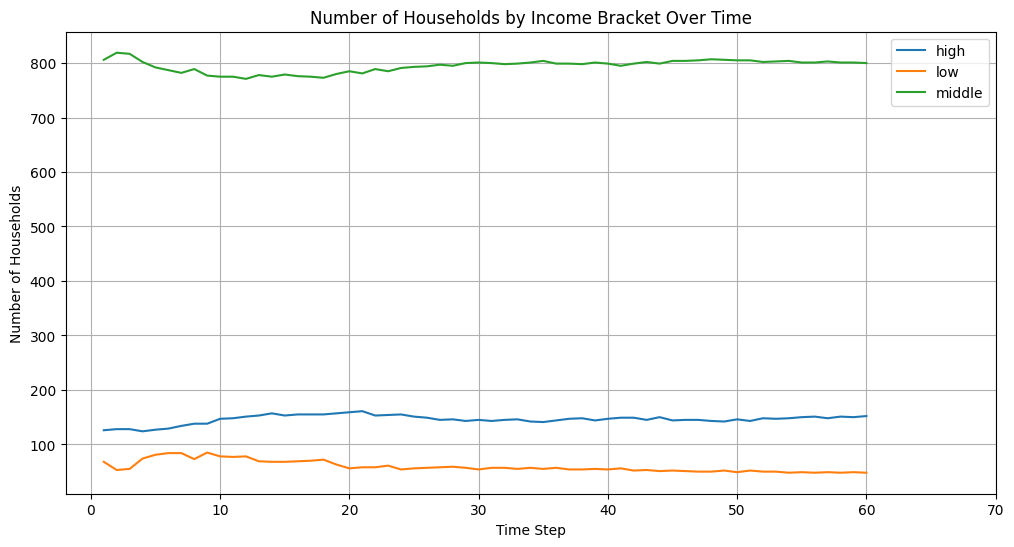 Number of Households by Income Bracket Over Time
high
low
middle
Number of Households
800
700
600
500
400
300
200
100
0 10 20 30 40 50 60 70
Time Step